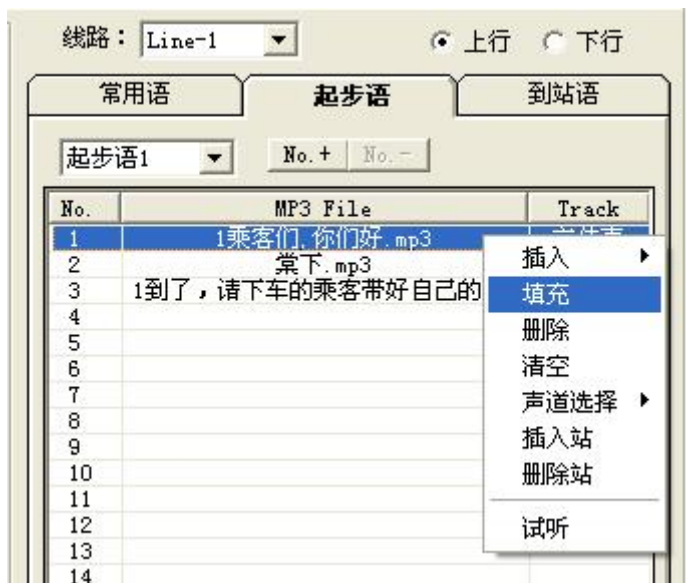 线路： Line-1 上行 下行
常用语 起步语 到站语
起步语1 No.+ No.-
No. MP3 File Track
1 1乘客们,你们好.mp3
2 棠下.mp3
3 1到了，请下车的乘客带好自己的
4
5
6
7
8
9
10
11
12
13
14
插入
填充
删除
清空
声道选择
插入站
删除站
试听